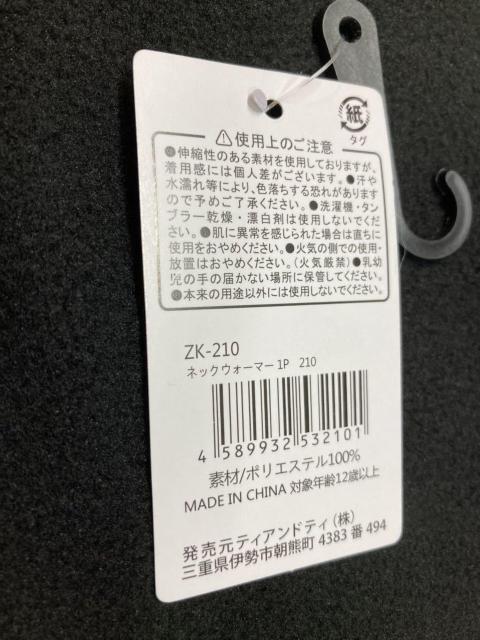 紙
タグ
使用上のご注意
●伸縮性のある素材を使用しておりますが、
着用感には個人差がございます。●汗や
水濡れ等により、色落ちする恐れがあります
ので予めご了承ください。●洗濯機・タン
ブラー乾燥・漂白剤は使用しないでくだ
さい。●肌に異常を感じられた場合は直ちに
使用をおやめください。●火気の側での使用・
放置はおやめください。(火気厳禁)●乳幼
児の手の届かない場所に保管してください。
●本来の用途以外には使用しないでください。
ZK-210
ネックウォーマー1P 210
4 589932 532101
素材/ポリエステル100%
MADE IN CHINA 対象年齢12歳以上
発売元ティアンドティ(株)
三重県伊勢市朝熊町 4383 番 494